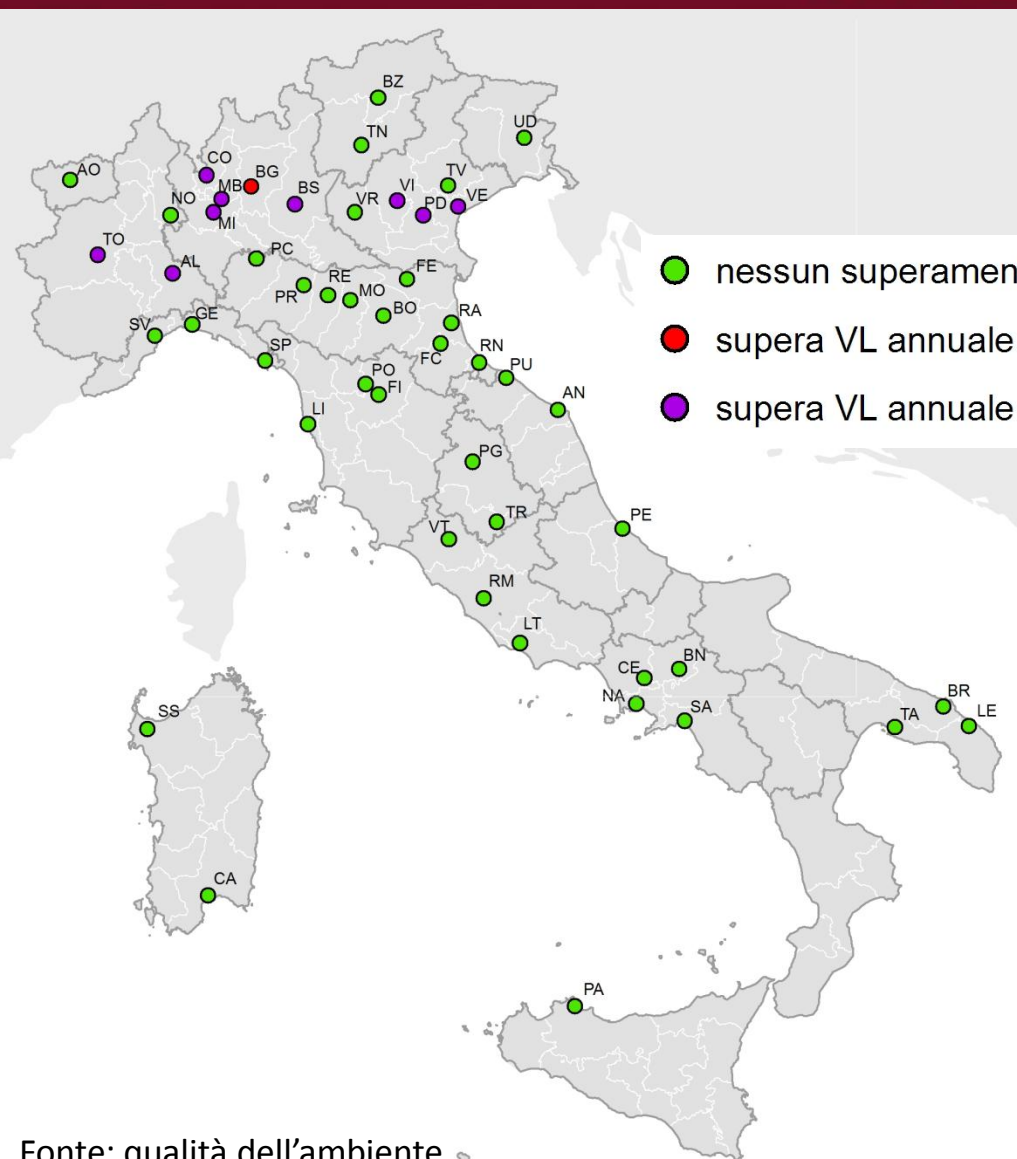 BZ
TN
UD
AO
CO
BG
MB
BS
VI
TV
VE
NO
MI
VR
PD
TO
AL
PC
FE
nessun superamen
PR
RE
MO
BO
RA
supera VL annuale
SV
GE
SP
FC
RN
PU
PO
FI
AN
supera VL annuale
LI
PG
TR
VT
PE
RM
LT
CE
BN
NA
SA
TA
BR
LE
SS
CA
PA
Fonte: qualità dell'ambiente